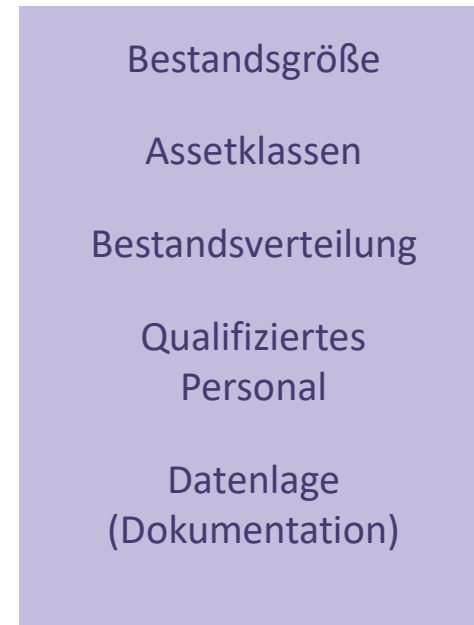 Bestandsgröße
Assetklassen
Bestandsverteilung
Qualifiziertes
Personal
Datenlage
(Dokumentation)